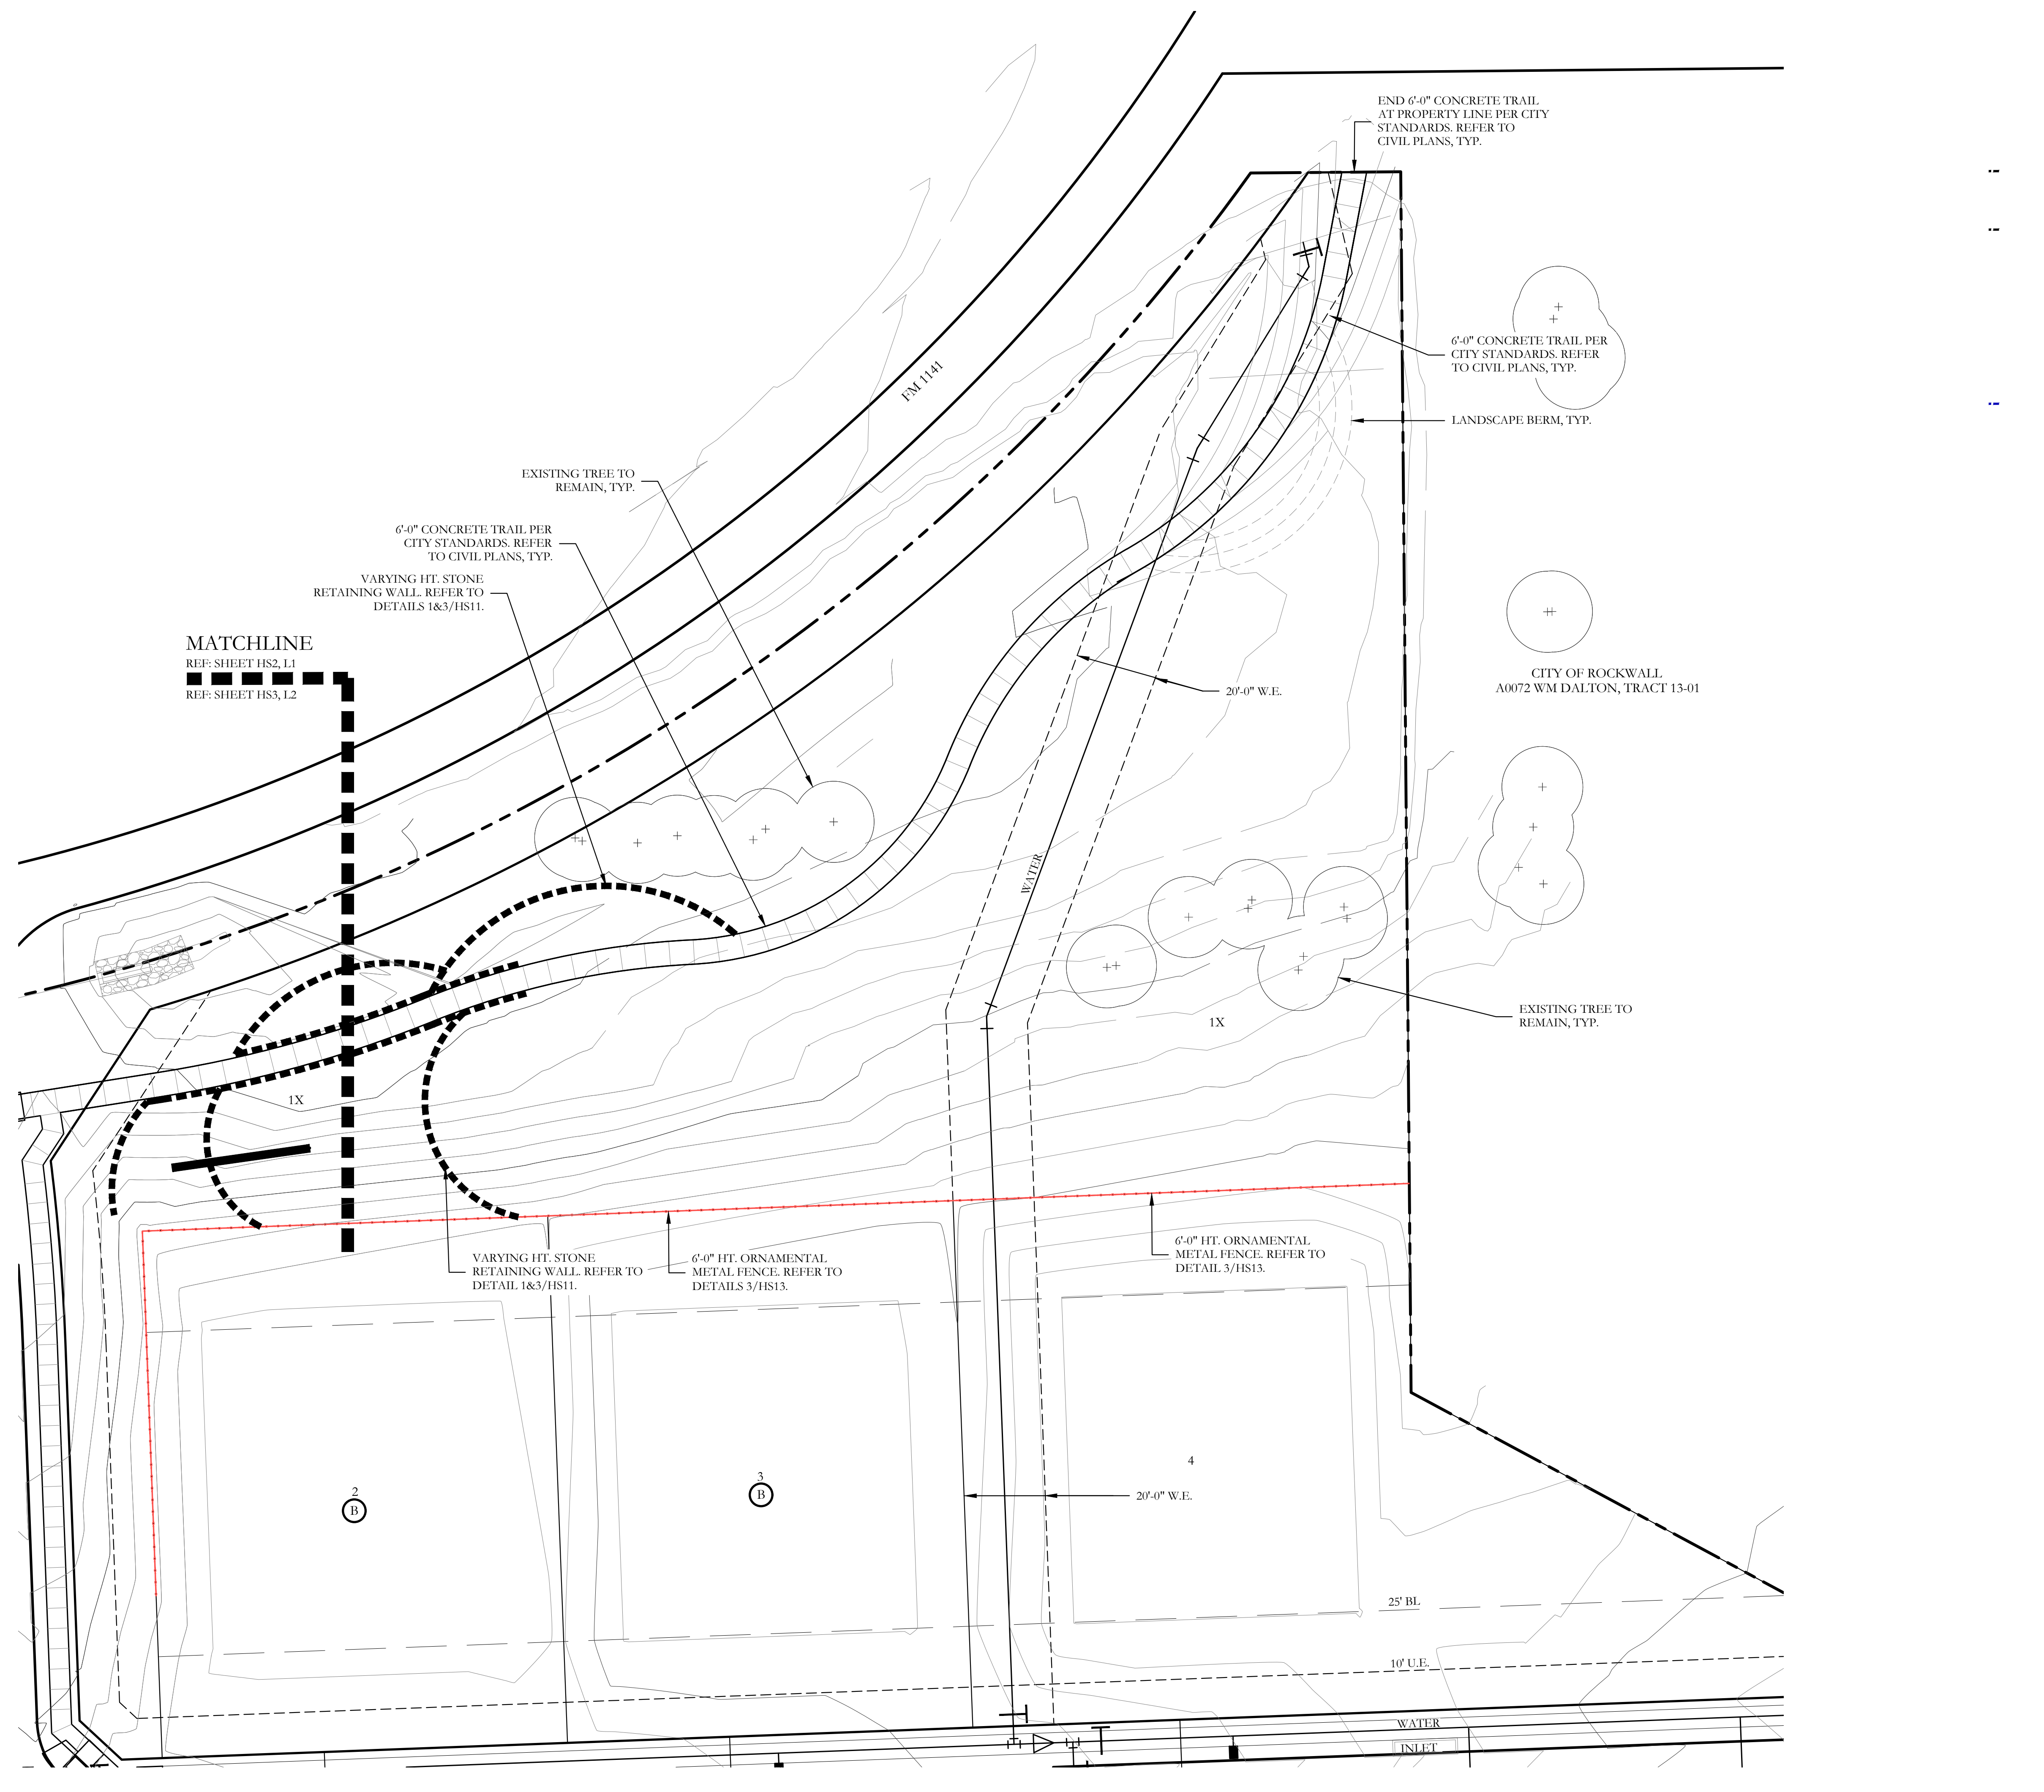 END 6'-0" CONCRETE TRAIL
AT PROPERTY LINE PER CITY
STANDARDS. REFER TO
CIVIL PLANS, TYP.
6'-0" CONCRETE TRAIL PER
CITY STANDARDS. REFER
TO CIVIL PLANS, TYP.
FM 1141
LANDSCAPE BERM, TYP.
EXISTING TREE TO
REMAIN, TYP.
6'-0" CONCRETE TRAIL PER
CITY STANDARDS. REFER
TO CIVIL PLANS, TYP.
VARYING HT. STONE
RETAINING WALL. REFER TO
DETAILS 1&3/HS11.
MATCHLINE
REF: SHEET HS2, L1
REF: SHEET HS3, L2
CITY OF ROCKWALL
A0072 WM DALTON, TRACT 13-01
20'-0" W.E.
WATER
EXISTING TREE TO
REMAIN, TYP.
1X
1X
VARYING HT. STONE
RETAINING WALL. REFER TO
DETAIL 1&3/HS11.
6'-0" HT. ORNAMENTAL
METAL FENCE. REFER TO
DETAILS 3/HS13.
6'-0" HT. ORNAMENTAL
METAL FENCE. REFER TO
DETAIL 3/HS13.
2
B
3
B
4
20'-0" W.E.
25' BL
10' U.E.
WATER
INLET